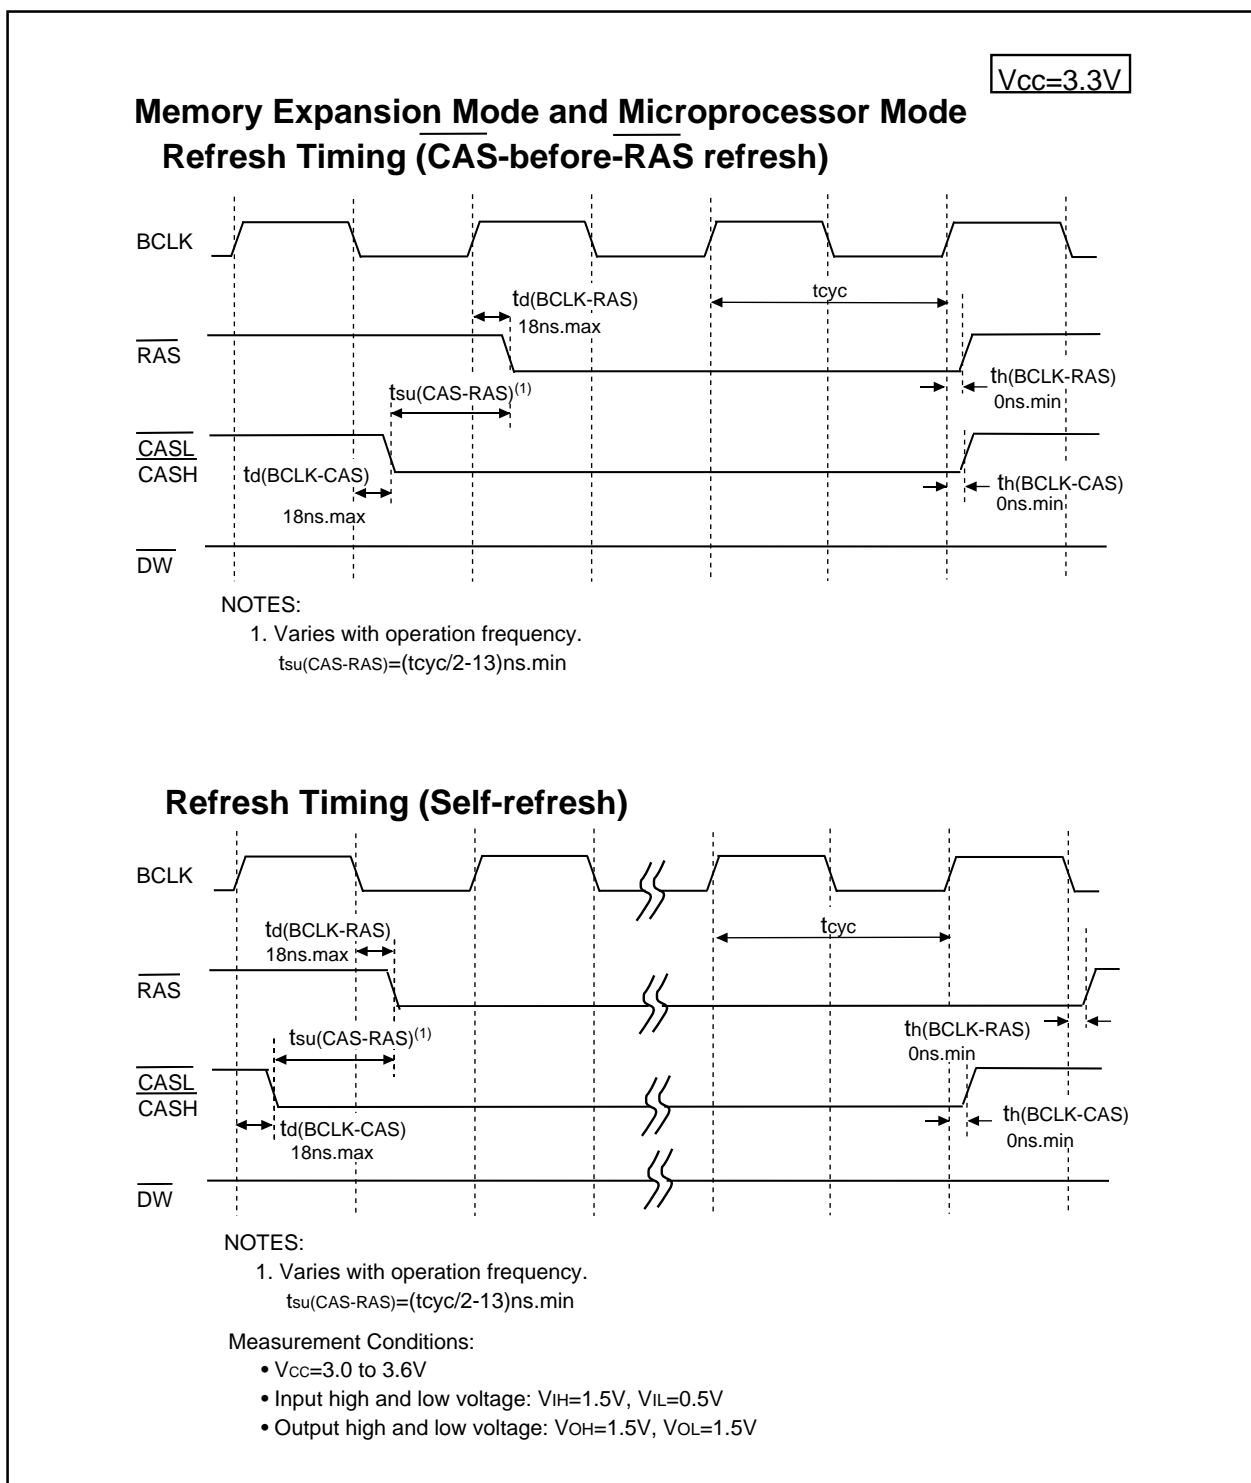 Vcc=3.3V
Memory Expansion Mode and Microprocessor Mode
Refresh Timing (CAS-before-RAS refresh)
BCLK
td(BCLK-RAS)
18ns.max
tcyc
RAS
th(BCLK-RAS)
0ns.min
tsu(CAS-RAS)(1)
CASL
CASH
td(BCLK-CAS)
18ns.max
th(BCLK-CAS)
0ns.min
DW
NOTES:
1. Varies with operation frequency.
tsu(CAS-RAS)=(tcyc/2-13)ns.min
Refresh Timing (Self-refresh)
BCLK
td(BCLK-RAS)
18ns.max
tcyc
RAS
tsu(CAS-RAS)(1)
th(BCLK-RAS)
0ns.min
CASL
CASH
td(BCLK-CAS)
18ns.max
th(BCLK-CAS)
0ns.min
DW
NOTES:
1. Varies with operation frequency.
tsu(CAS-RAS)=(tcyc/2-13)ns.min
Measurement Conditions:
• VCC=3.0 to 3.6V
• Input high and low voltage: VIH=1.5V, VIL=0.5V
• Output high and low voltage: VOH=1.5V, VOL=1.5V